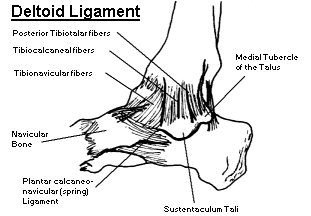 Deltoid Ligament
Posterior Tibiotalar fibers
Tibiocalcaneal fibers
Tibionavicular fibers
Medial Tubercle
of the Talus
Navicular
Bone
Plantar calcaneo-
navicular (spring)
Ligament
Sustentaculum Tali